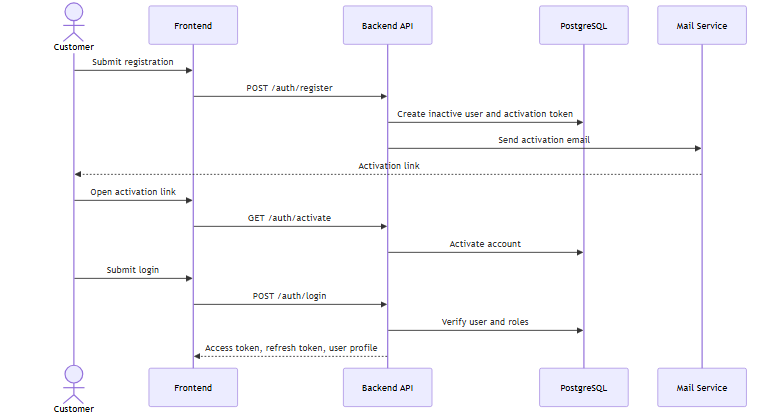 Customer
Frontend
Backend API
PostgreSQL
Mail Service
Submit registration
POST /auth/register
Create inactive user and activation token
Send activation email
Activation link
Open activation link
GET /auth/activate
Activate account
Submit login
POST /auth/login
Verify user and roles
Access token, refresh token, user profile
Customer
Frontend
Backend API
PostgreSQL
Mail Service